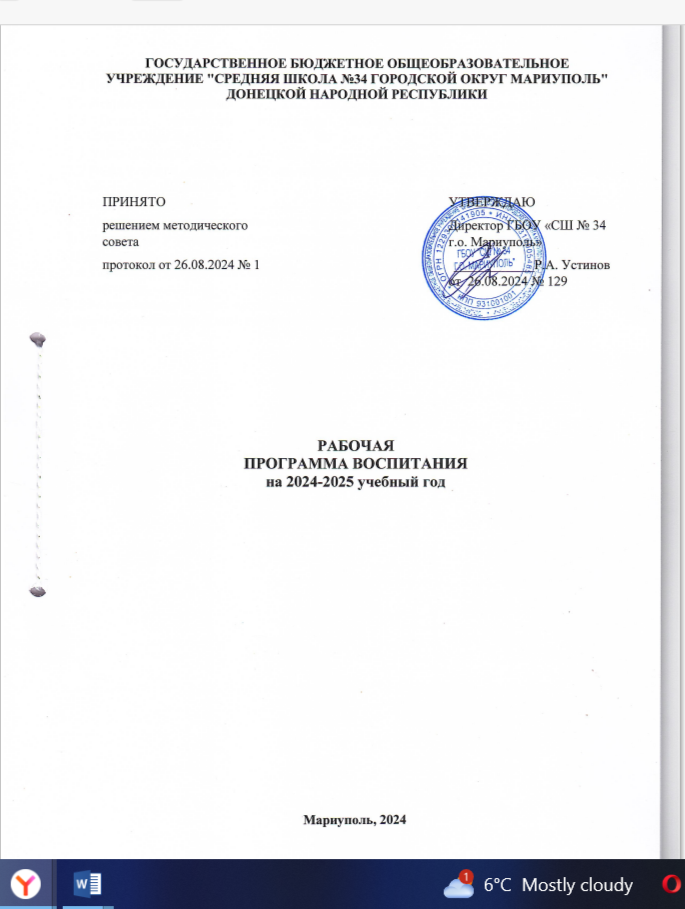 ГОСУДАРСТВЕННОЕ БЮДЖЕТНОЕ ОБЩЕОБРАЗОВАТЕЛЬНОЕ
УЧРЕЖДЕНИЕ "СРЕДНЯЯ ШКОЛА №34 ГОРОДСКОЙ ОКРУГ МАРИУПОЛЬ"
ДОНЕЦКОЙ НАРОДНОЙ РЕСПУБЛИКИ
ПРИНЯТО
решением методического
совета
протокол от 26.08.2024 № 1
УТВЕРЖДАЮ
Директор ГБОУ «СШ № 34
г.о. Мариуполь»
Р.А. Устинов
от 26.08.2024 № 129
РАБОЧАЯ
ПРОГРАММА ВОСПИТАНИЯ
на 2024-2025 учебный год
Мариуполь, 2024
1
6°C Mostly cloudy